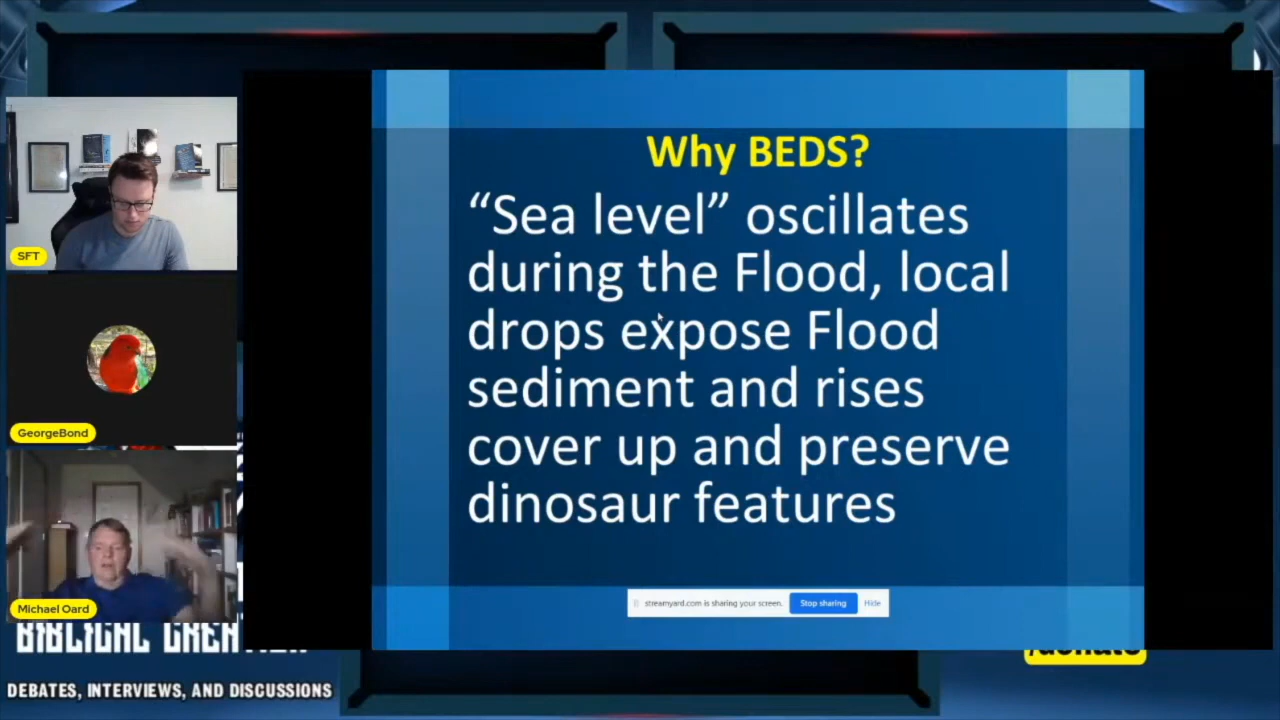 Why BEDS?
“Sea level” oscillates
during the Flood, local
drops expose Flood
sediment and rises
cover up and preserve
dinosaur features
streamyard.com is sharing your screen. Stop sharing Hide
SFT
GeorgeBond
Michael Oard
BIBLICAL
DEBATES, INTERVIEWS, AND DISCUSSIONS
/donate